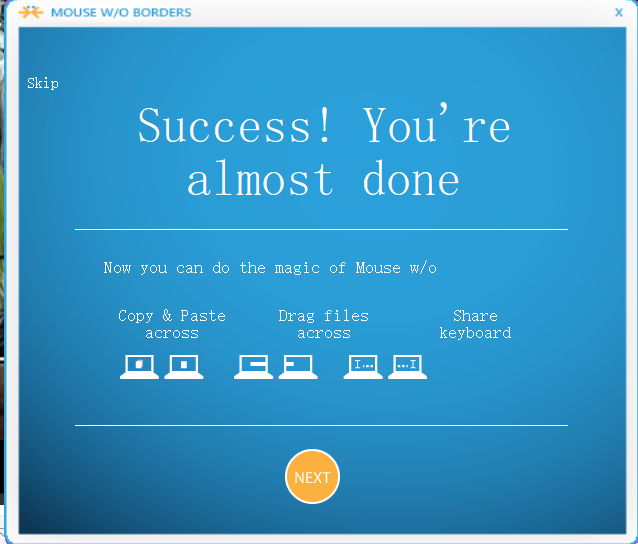 MOUSE W/O BORDERS
X
Skip
Success! You're
almost done
Now you can do the magic of Mouse w/o
Copy & Paste
across
Drag files
across
Share
keyboard
I...
...I
NEXT